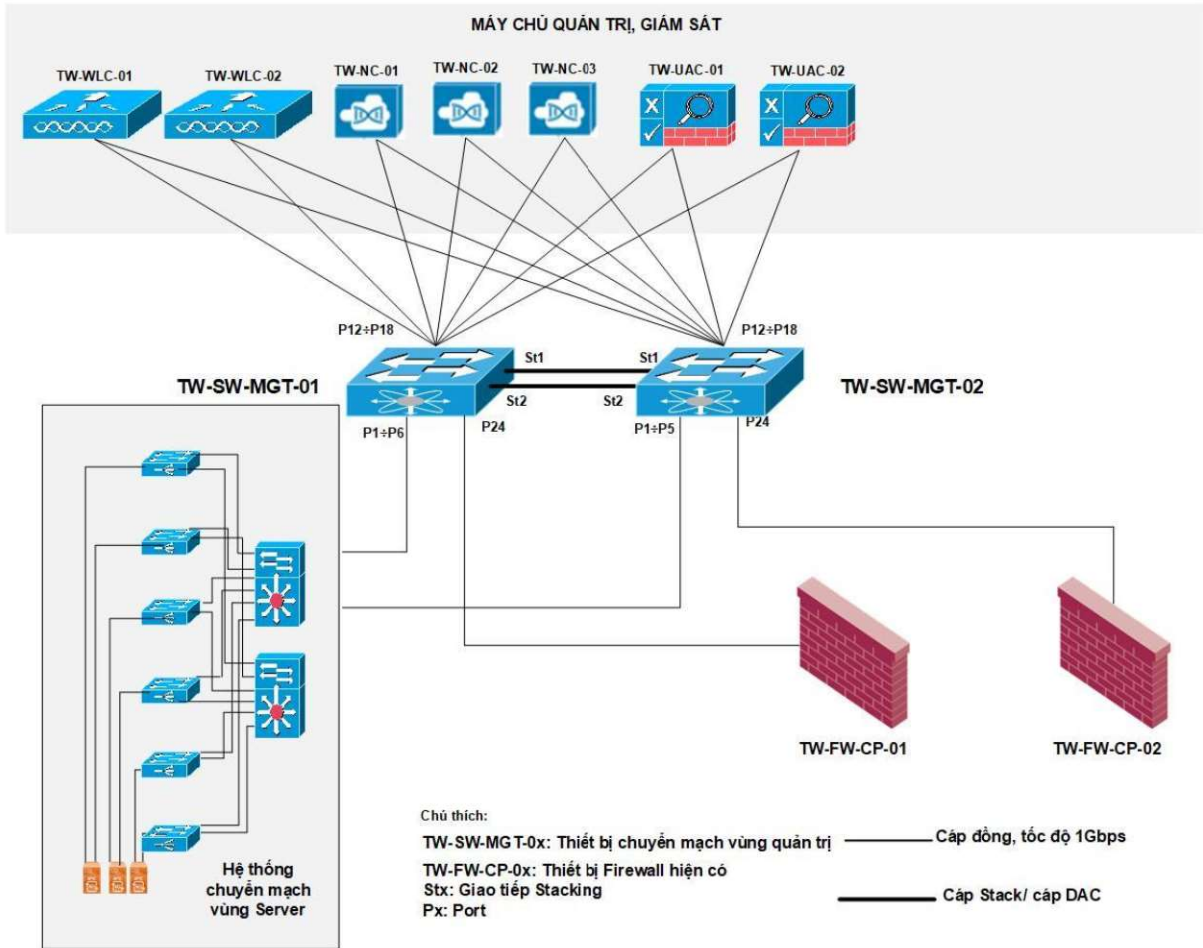 MÁY CHỦ QUẢN TRỊ, GIÁM SÁT
TW-WLC-01
TW-WLC-02
TW-NC-01
TW-NC-02
TW-NC-03
TW-UAC-01
TW-UAC-02
P12÷P18
P12÷P18
St1
St1
TW-SW-MGT-01
St2
St2
TW-SW-MGT-02
P1÷P6
P24
P1÷P5
P24
TW-FW-CP-01
TW-FW-CP-02
Hệ thống
chuyển mạch
vùng Server
Chú thích:
TW-SW-MGT-0x: Thiết bị chuyển mạch vùng quản trị
Cáp đồng, tốc độ 1Gbps
TW-FW-CP-0x: Thiết bị Firewall hiện có
Stx: Giao tiếp Stacking
Cáp Stack/ cáp DAC
Px: Port